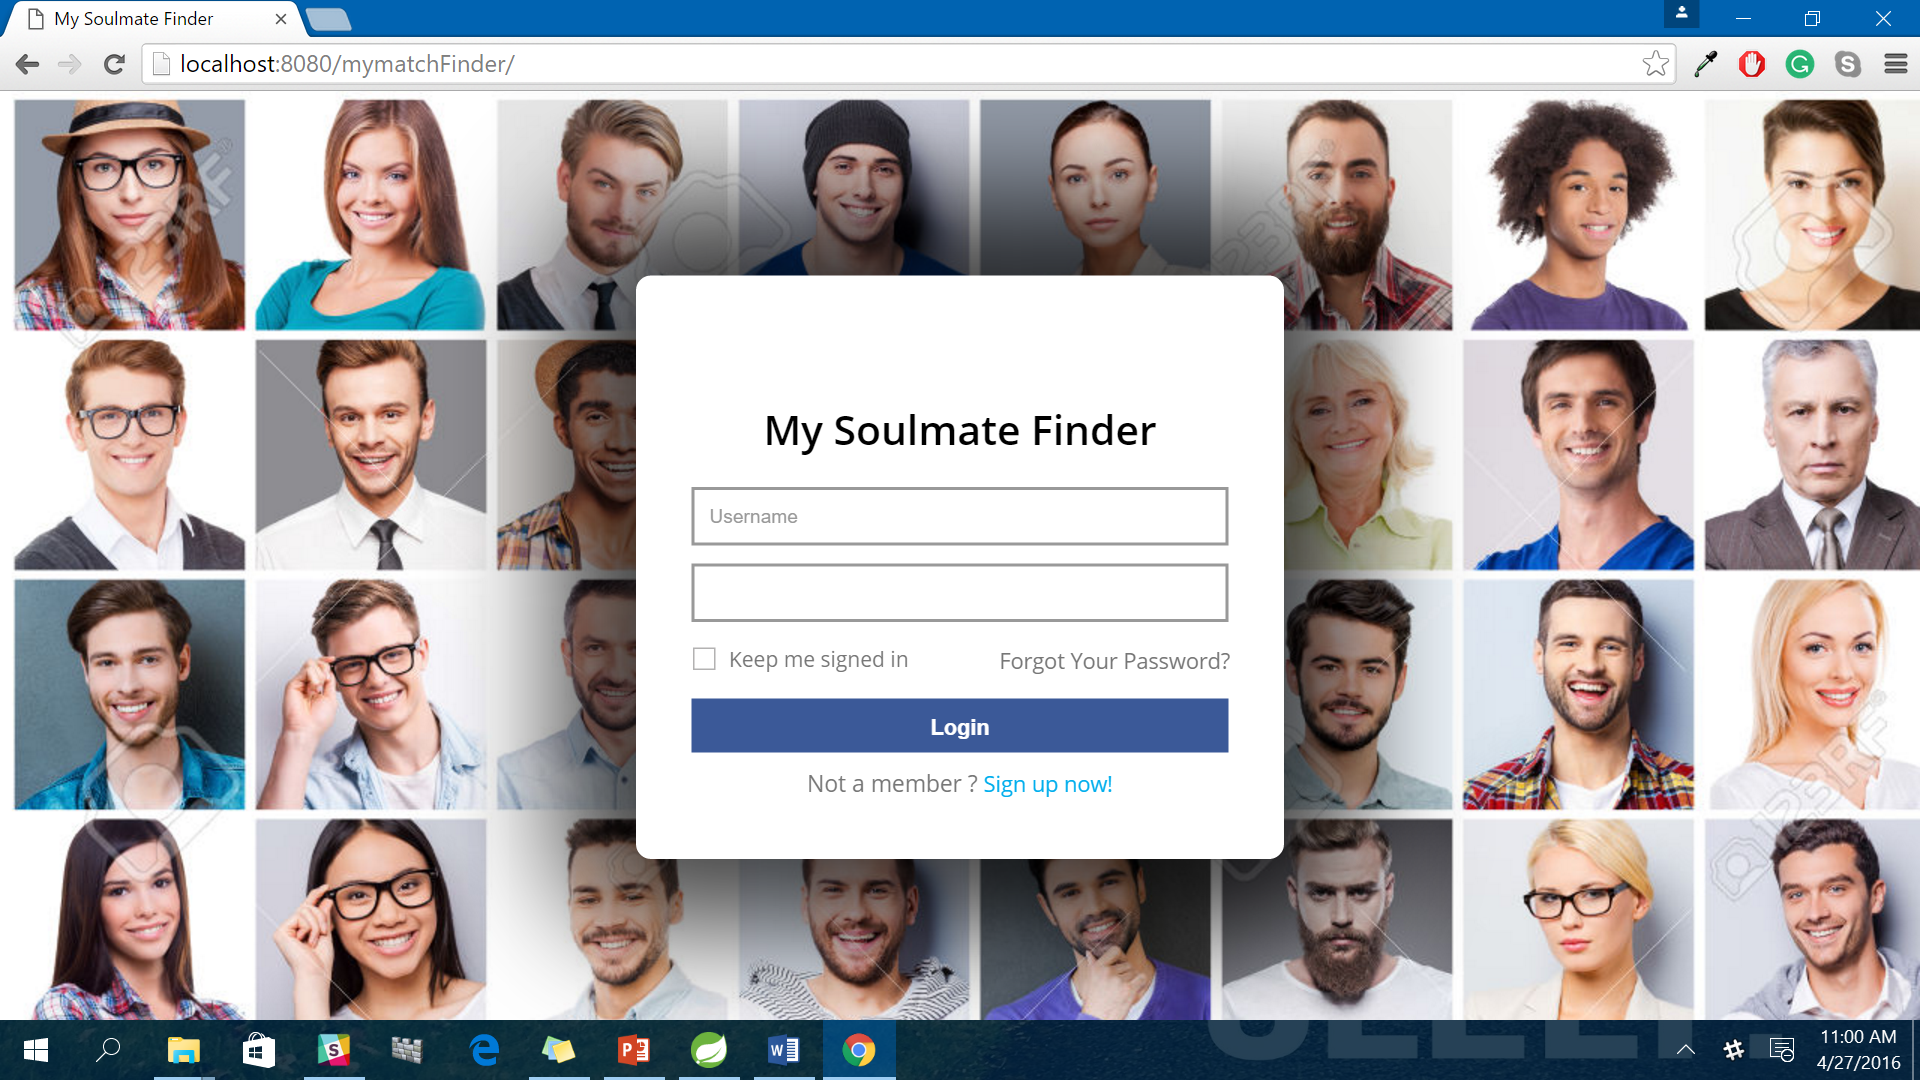 My Soulmate Finder
localhost:8080/mymatchFinder/
My Soulmate Finder
Username
Keep me signed in
Forgot Your Password?
Login
Not a member ? Sign up now!
11:00 AM
4/27/2016